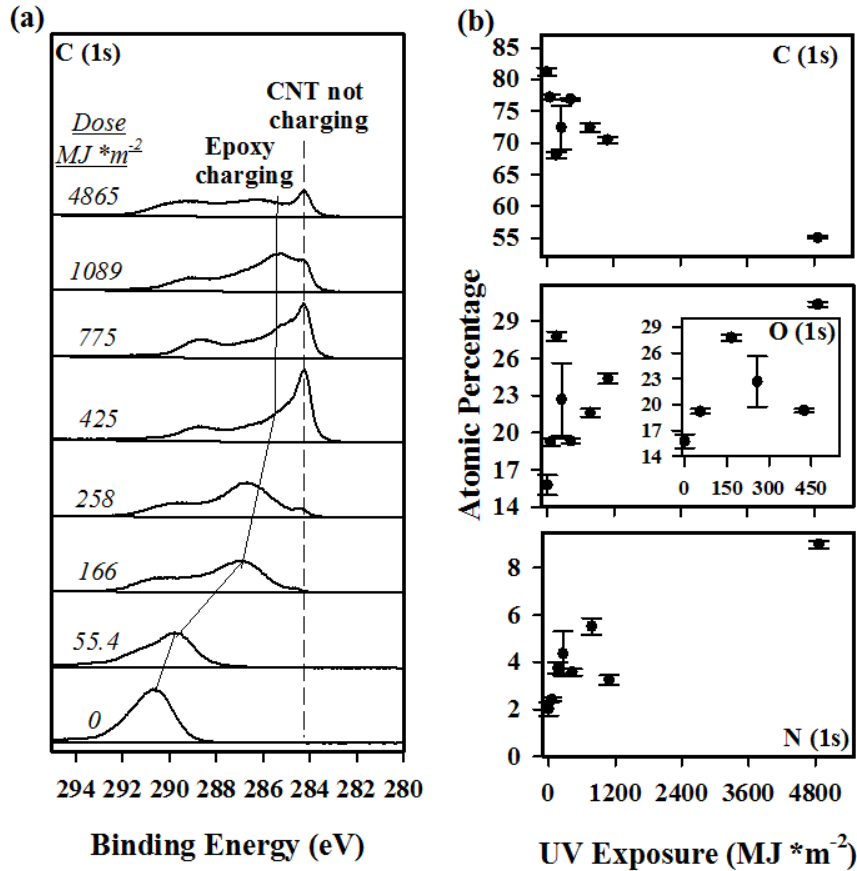 (a)
C (1s)
CNT not
charging
Dose
MJ *m-2
Epoxy
charging
4865
1089
775
425
258
166
55.4
0
294 292 290 288 286 284 282 280
Binding Energy (eV)
(b)
C (1s)
85
80
75
70
65
60
55
Atomic Percentage
29
26
23
20
17
14
O (1s)
29
26
23
20
17
14
0 150 300 450
8
6
4
2
0
N (1s)
0 1200 2400 3600 4800
UV Exposure (MJ *m-2)